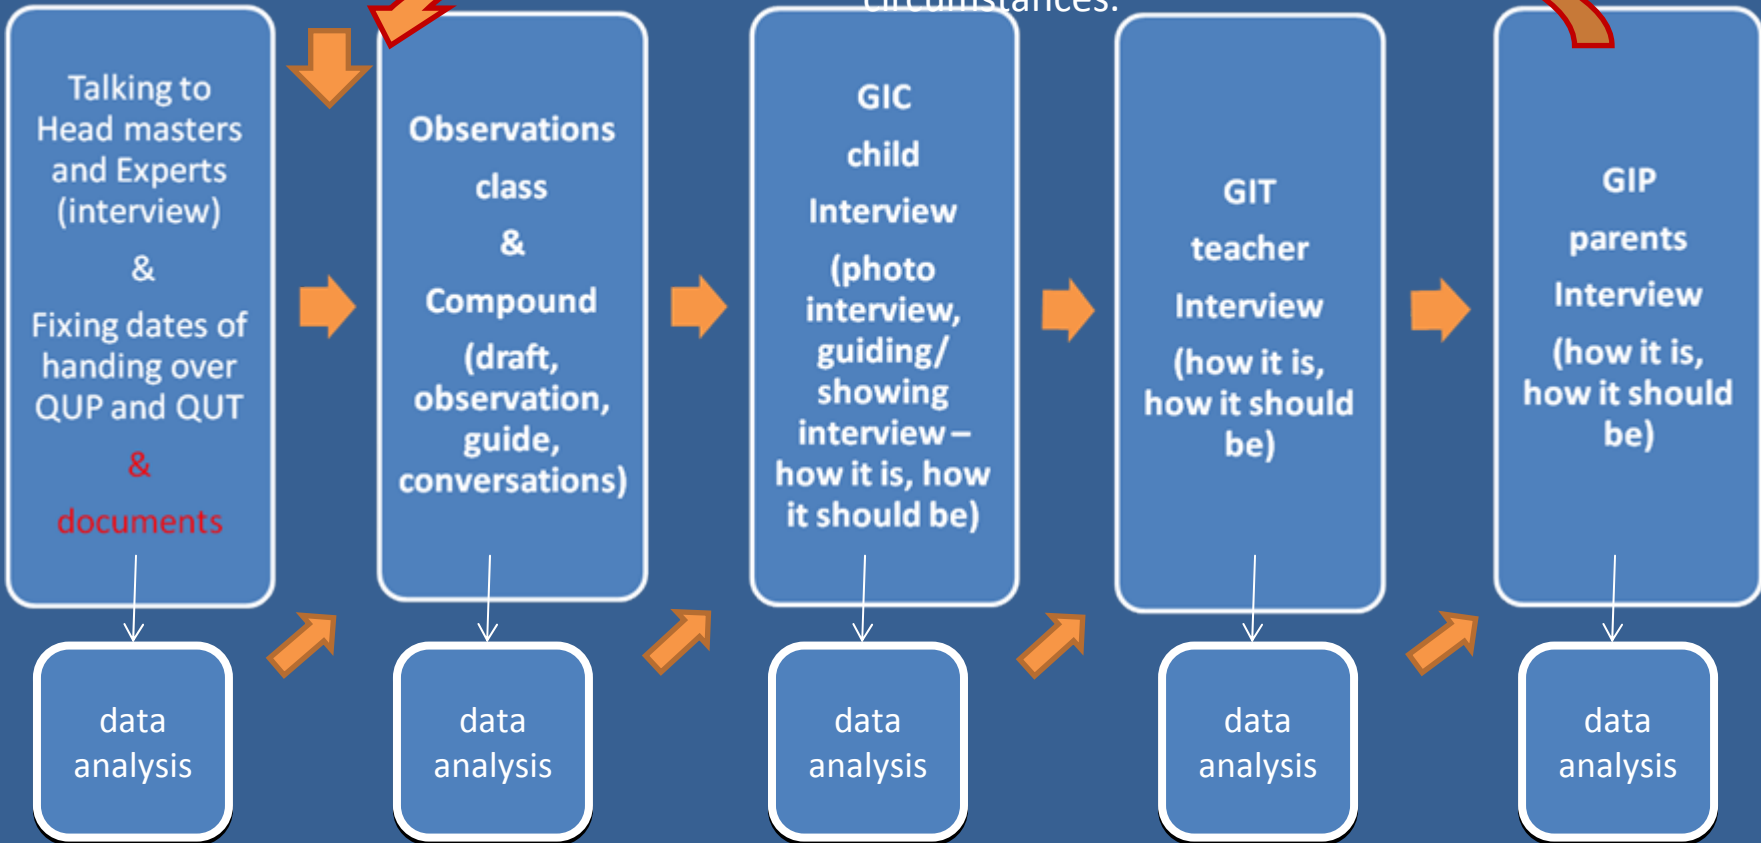 circumstances.
Talking to
Head masters
and Experts
(interview)
&
Fixing dates of
handing over
QUP and QUT
&
documents
Observations
class
&
Compound
(draft,
observation,
guide,
conversations)
GIC
child
Interview
(photo
interview,
guiding/
showing
interview –
how it is, how
it should be)
GIT
teacher
Interview
(how it is,
how it should
be)
GIP
parents
Interview
(how it is,
how it should
be)
data
analysis
data
analysis
data
analysis
data
analysis
data
analysis